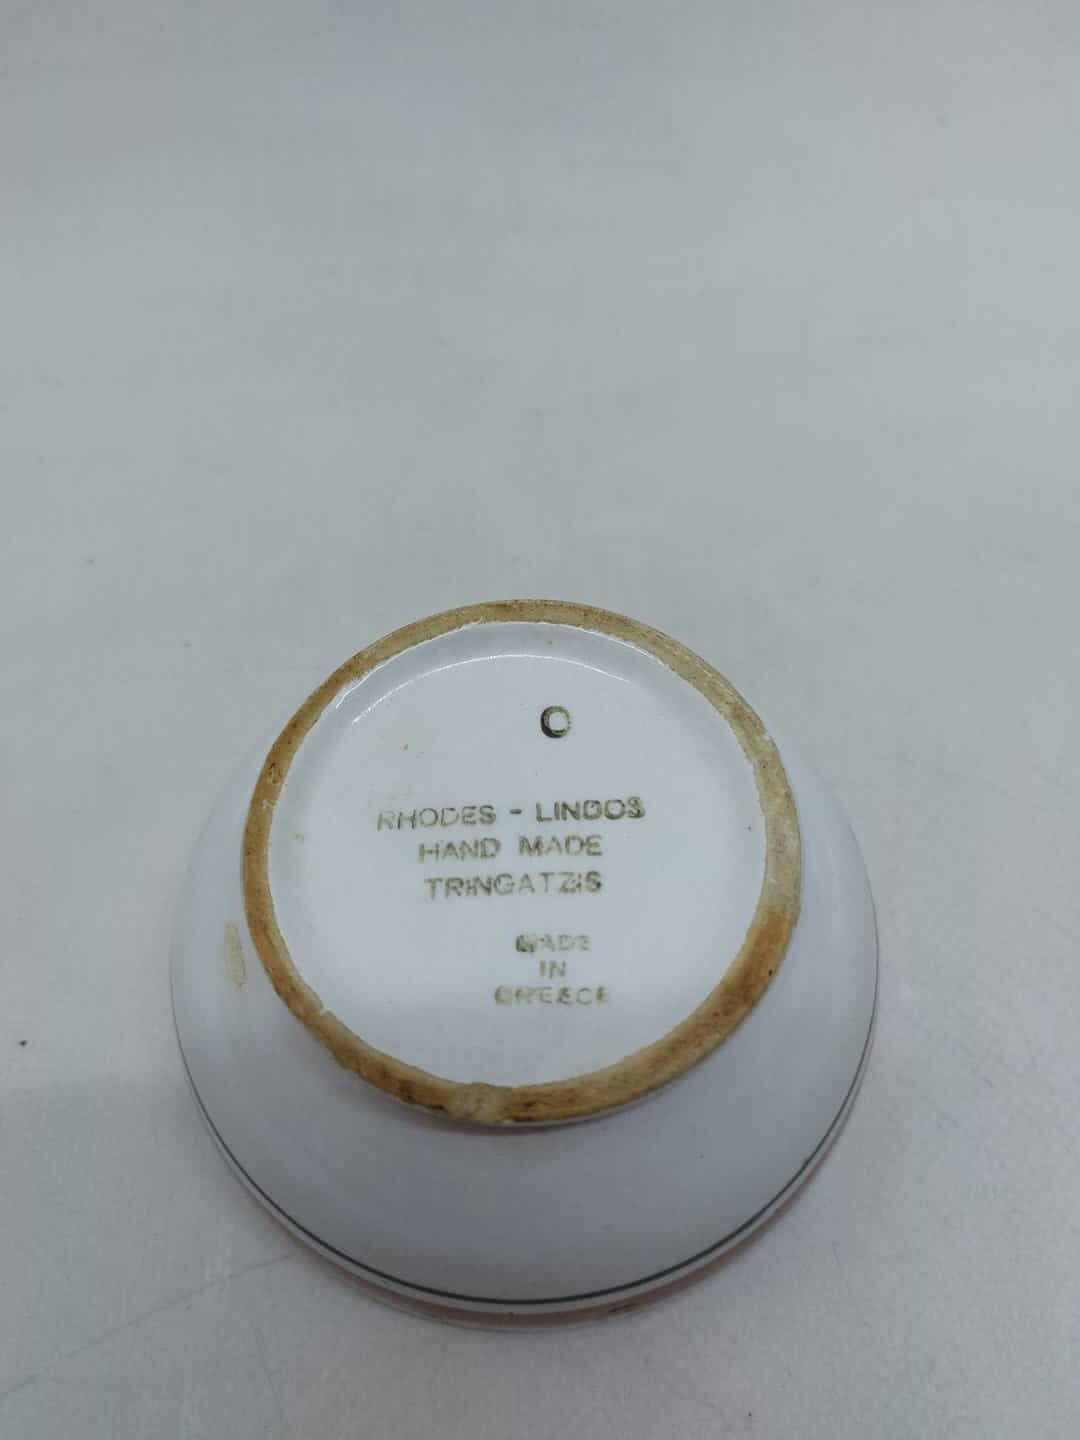 O
RHODES - LINDOS
HAND MADE
TRINGATZIS
MADE
IN
GREECE